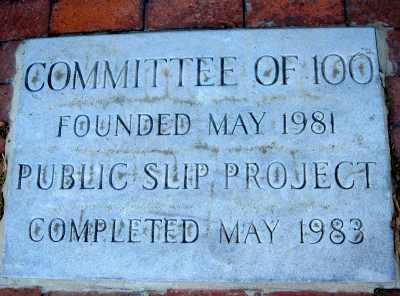 COMMITTEE OF 100
FOUNDED MAY 1981
PUBLIC SLIP PROJECT
COMPLETED MAY 1983